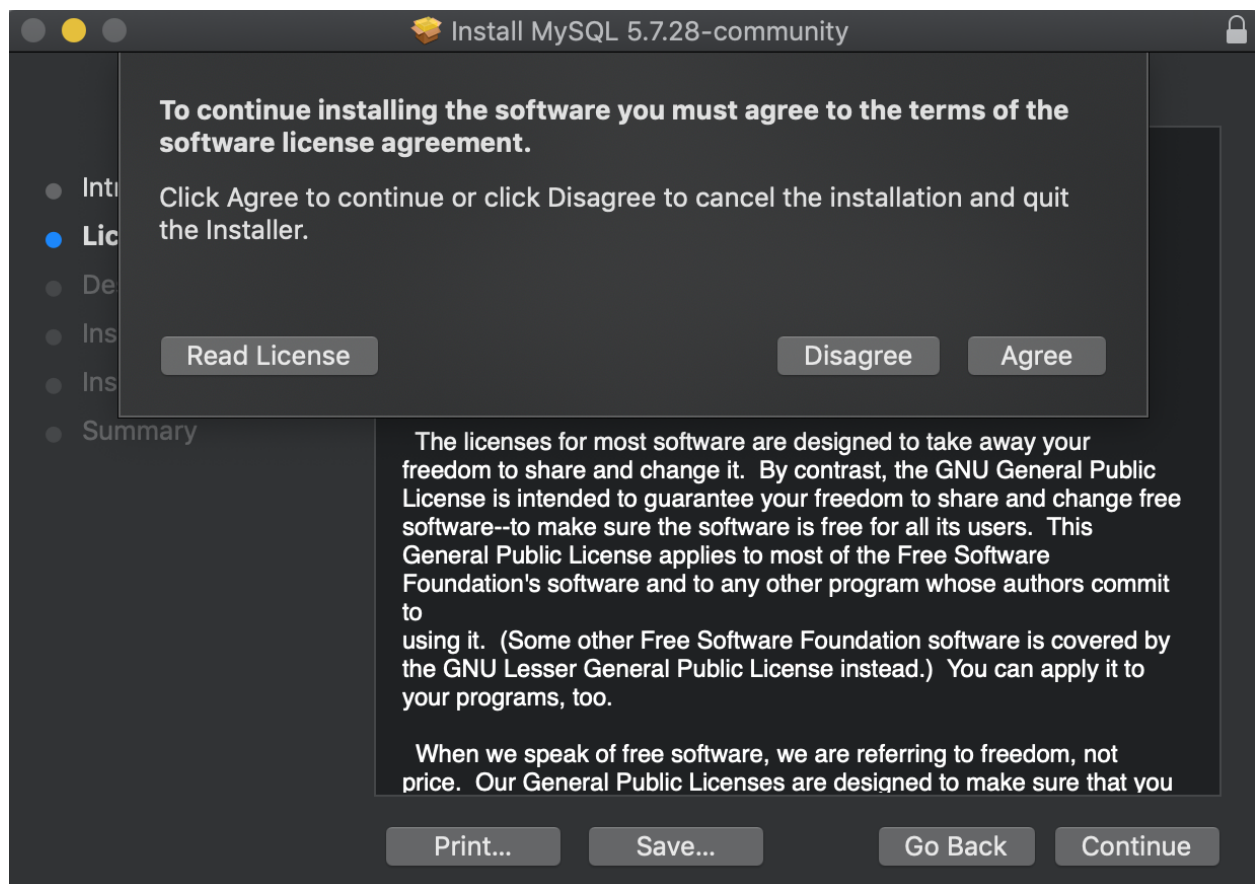 Install MySQL 5.7.28-community
To continue installing the software you must agree to the terms of the
software license agreement.
Click Agree to continue or click Disagree to cancel the installation and quit
the Installer.
Read License
Disagree
Agree
Intr
Lic
De
Ins
Ins
Summary
The licenses for most software are designed to take away your
freedom to share and change it.  By contrast, the GNU General Public
License is intended to guarantee your freedom to share and change free
software--to make sure the software is free for all its users.  This
General Public License applies to most of the Free Software
Foundation's software and to any other program whose authors commit
to
using it.  (Some other Free Software Foundation software is covered by
the GNU Lesser General Public License instead.)  You can apply it to
your programs, too.
When we speak of free software, we are referring to freedom, not
price.  Our General Public Licenses are designed to make sure that you
Print...
Save...
Go Back
Continue